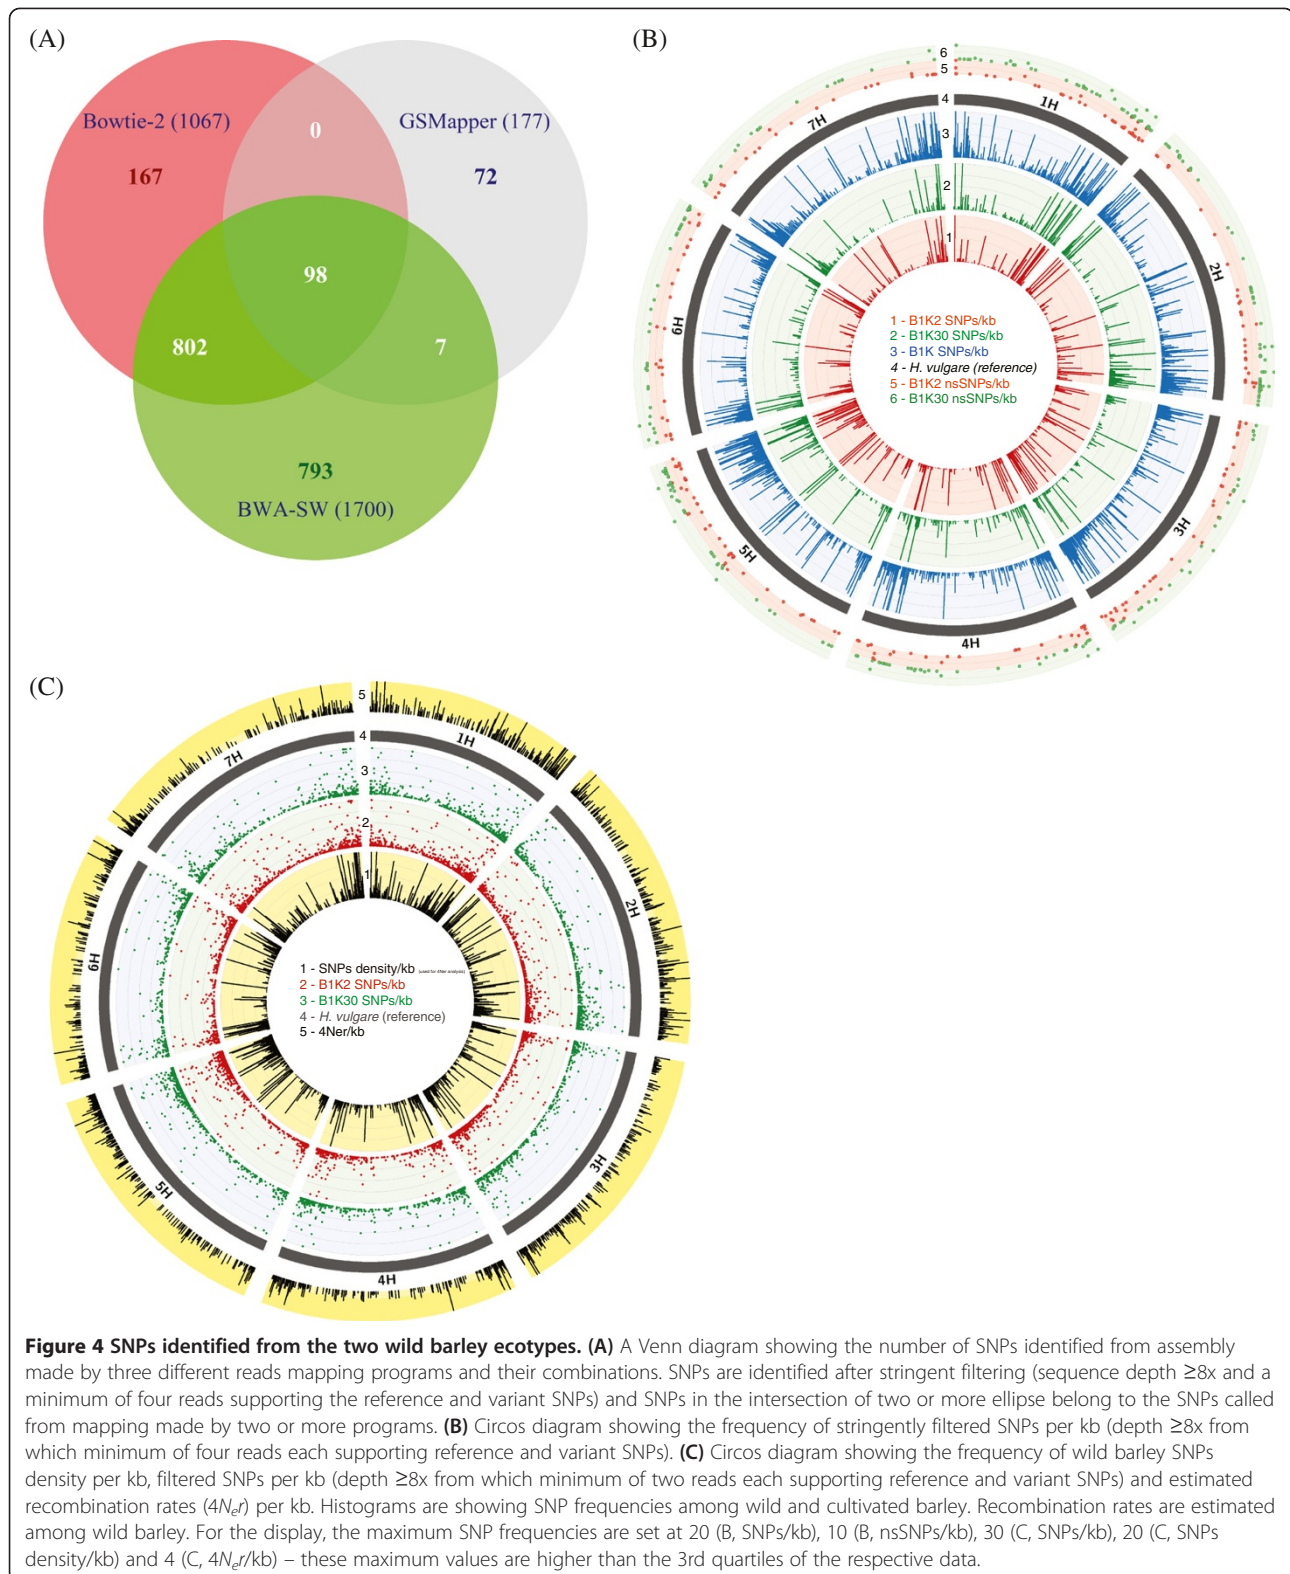 (A)
Bowtie-2 (1067)
GSMapper (177)
0
167
72
98
802
7
793
BWA-SW (1700)
(B)
6
5
4
3
2
1
1H
2H
3H
4H
5H
6H
7H
1 - B1K2 SNPs/kb
2 - B1K30 SNPs/kb
3 - B1K SNPs/kb
4 - H. vulgare (reference)
5 - B1K2 nsSNPs/kb
6 - B1K30 nsSNPs/kb
(C)
5
4
3
2
1
1H
2H
3H
4H
5H
6H
7H
1 - SNPs density/kb (used for 4Ner analysis)
2 - B1K2 SNPs/kb
3 - B1K30 SNPs/kb
4 - H. vulgare (reference)
5 - 4Ner/kb
Figure 4 SNPs identified from the two wild barley ecotypes. (A) A Venn diagram showing the number of SNPs identified from assembly
made by three different reads mapping programs and their combinations. SNPs are identified after stringent filtering (sequence depth ≥8x and a
minimum of four reads supporting the reference and variant SNPs) and SNPs in the intersection of two or more ellipse belong to the SNPs called
from mapping made by two or more programs. (B) Circos diagram showing the frequency of stringently filtered SNPs per kb (depth ≥8x from
which minimum of four reads each supporting reference and variant SNPs). (C) Circos diagram showing the frequency of wild barley SNPs
density per kb, filtered SNPs per kb (depth ≥8x from which minimum of two reads each supporting reference and variant SNPs) and estimated
recombination rates (4Ner) per kb. Histograms are showing SNP frequencies among wild and cultivated barley. Recombination rates are estimated
among wild barley. For the display, the maximum SNP frequencies are set at 20 (B, SNPs/kb), 10 (B, nsSNPs/kb), 30 (C, SNPs/kb), 20 (C, SNPs
density/kb) and 4 (C, 4Ner/kb) – these maximum values are higher than the 3rd quartiles of the respective data.